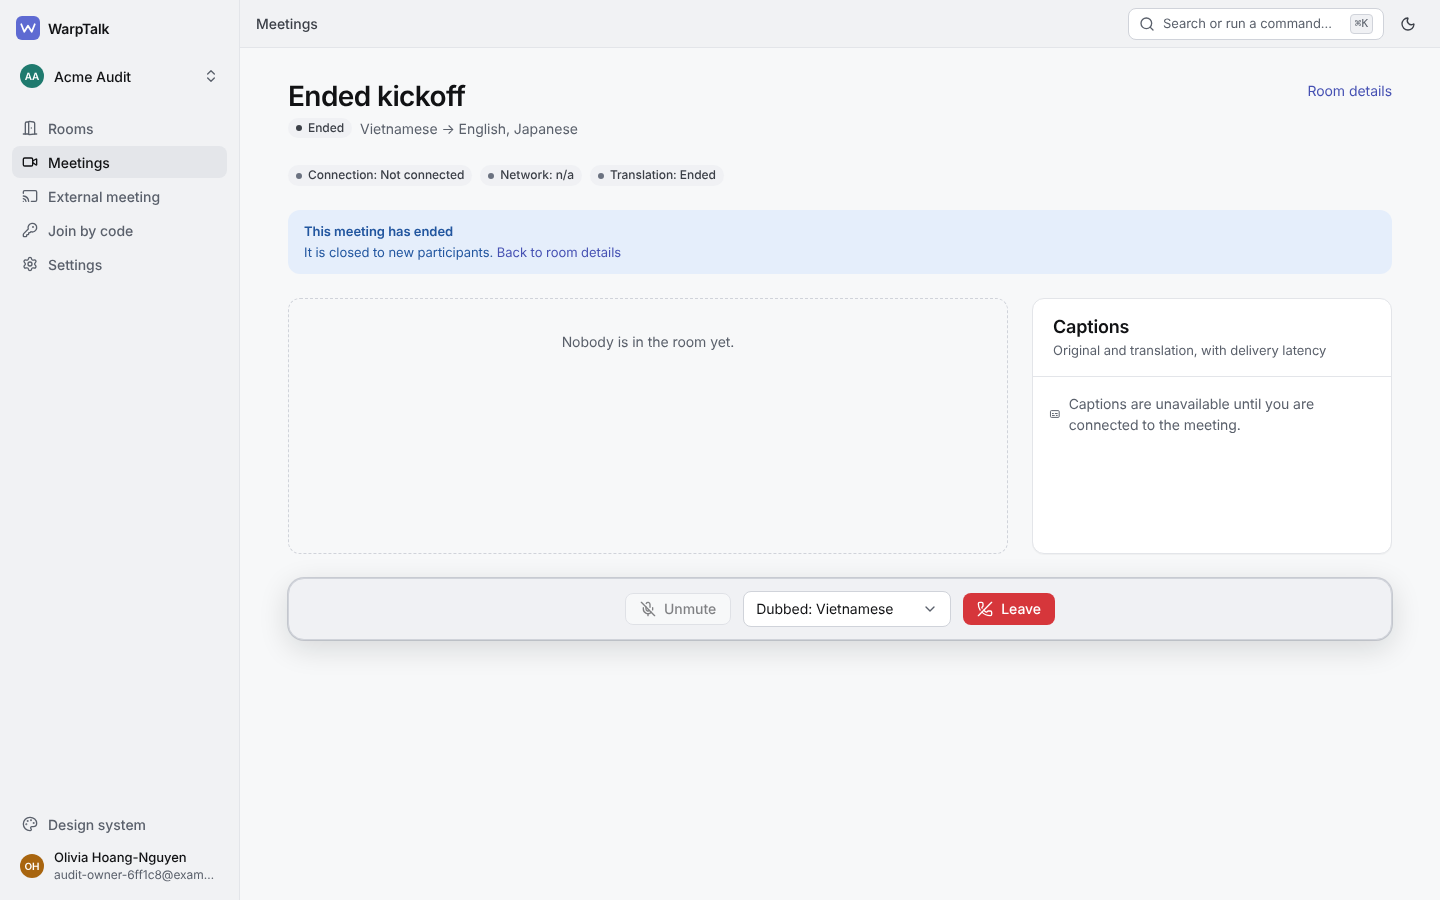 WarpTalk
Meetings
Search or run a command...
⌘K
AA
Acme Audit
Rooms
Meetings
External meeting
Join by code
Settings
Ended kickoff
Room details
Ended
Vietnamese → English, Japanese
Connection: Not connected
Network: n/a
Translation: Ended
This meeting has ended
It is closed to new participants. Back to room details
Nobody is in the room yet.
Captions
Original and translation, with delivery latency
Captions are unavailable until you are
connected to the meeting.
Unmute
Dubbed: Vietnamese
Leave
Design system
OH
Olivia Hoang-Nguyen
audit-owner-6ff1c8@exam...